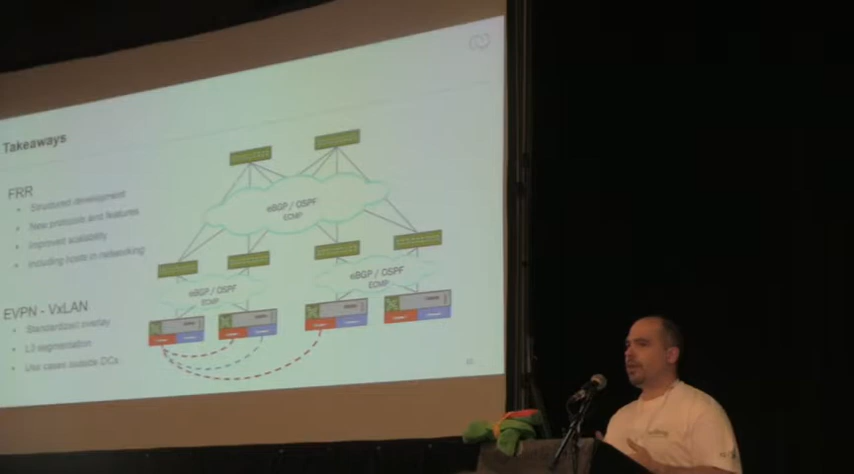 Takeaways
FRR
Structured development
New protocols and features
Improved scalability
Including hosts in networking
EVPN - VxLAN
Standardized overlay
L3 segmentation
Use cases outside DCs
eBGP / OSPF
ECMP
eBGP / OSPF
ECMP
eBGP / OSPF
ECMP